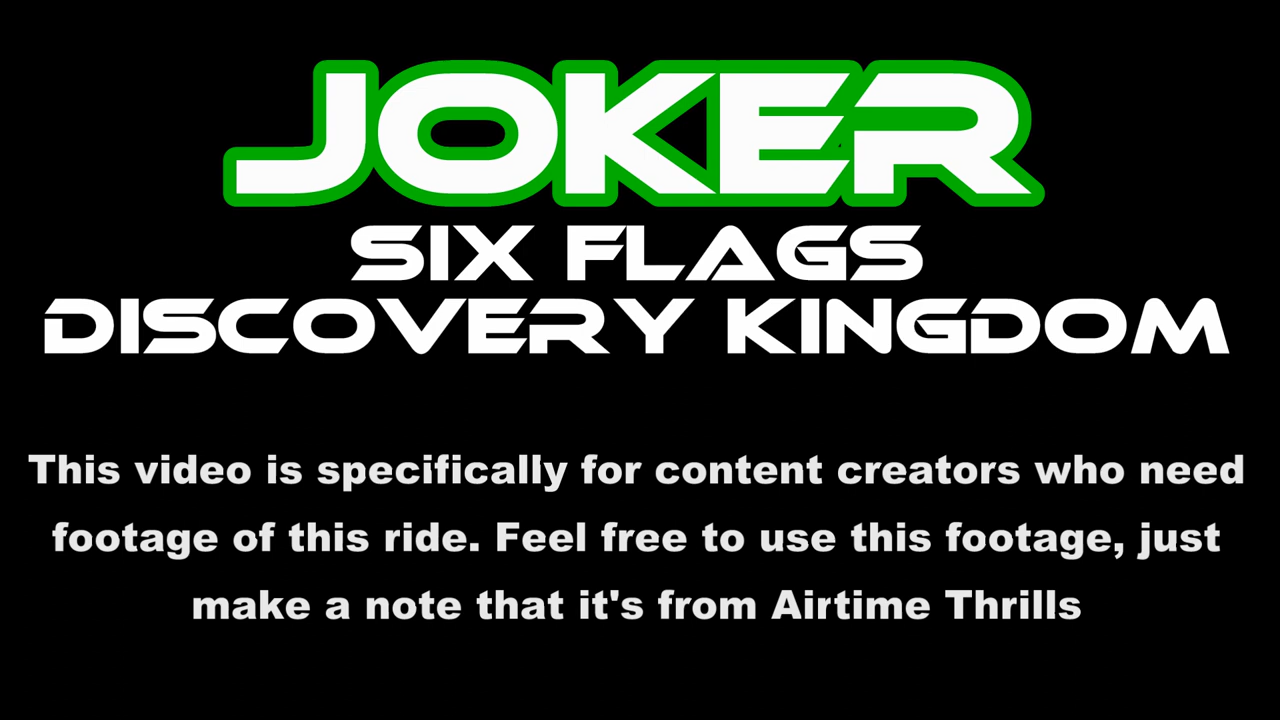 JOKER
SIX FLAGS
DISCOVERY KINGDOM
This video is specifically for content creators who need
footage of this ride. Feel free to use this footage, just
make a note that it's from Airtime Thrills